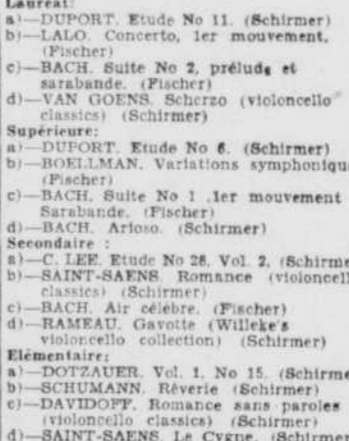 Lauréat:
a)—DUPORT. Etude No 11. (Schirmer)
b)—LALO. Concerto, 1er mouvement,
(Fischer)
c)—BACH. Suite No 2, prélude et
sarabande. (Fischer)
d)—VAN GOENS. Scherzo (violoncello
classics) (Schirmer)
Supérieure:
a)—DUPORT. Etude No 6. (Schirmer)
b)—BOELLMAN. Variations symphonique
(Fischer)
c)—BACH. Suite No 1 ,1er mouvement
Sarabande. (Fischer)
d)—BACH. Arioso. (Schirmer)
Secondaire :
a)—C. LEE. Etude No 26, Vol. 2, (Schirme
b)—SAINT-SAENS. Romance (violoncell
classics) (Schirmer)
c)—BACH. Air célèbre. (Fischer)
d)—RAMEAU. Gavotte (Willeke's
violoncello collection) (Schirmer)
Elémentaire:
a)—DOTZAUER. Vol. 1. No 15. (Schirme
b)—SCHUMANN. Rêverie (Schirmer)
c)—DAVIDOFF. Romance sans paroles
(violoncello classics) (Schirmer)
d)—SAINT-SAENS. Le Cygne. (Schirmer